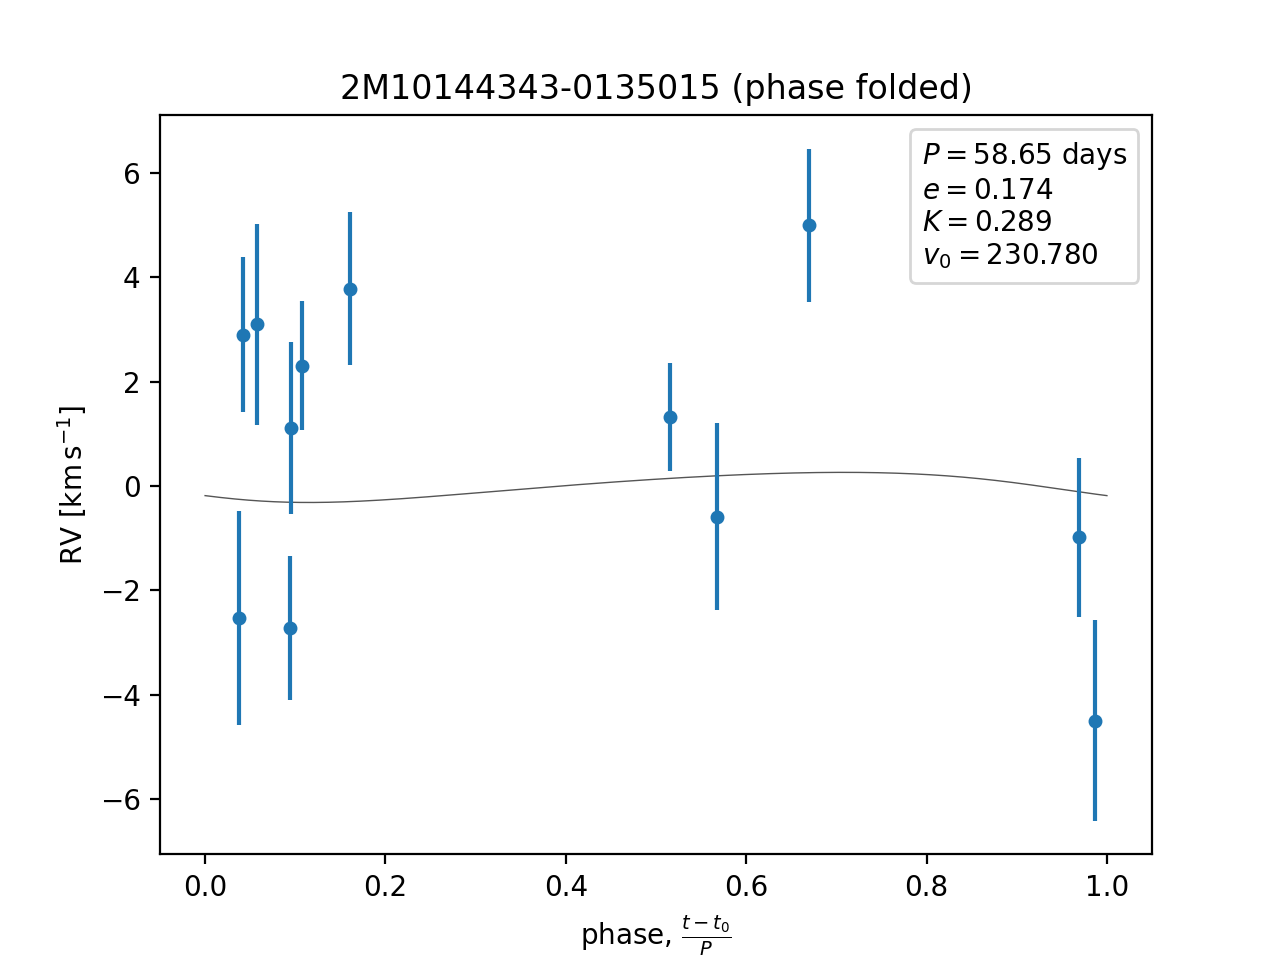 2M10144343-0135015 (phase folded)
P = 58.65 days
e = 0.174
K = 0.289
v₀ = 230.780
6
4
2
0
−2
−4
−6
RV [km s⁻¹]
0.0 0.2 0.4 0.6 0.8 1.0
phase, (t − t₀)/P